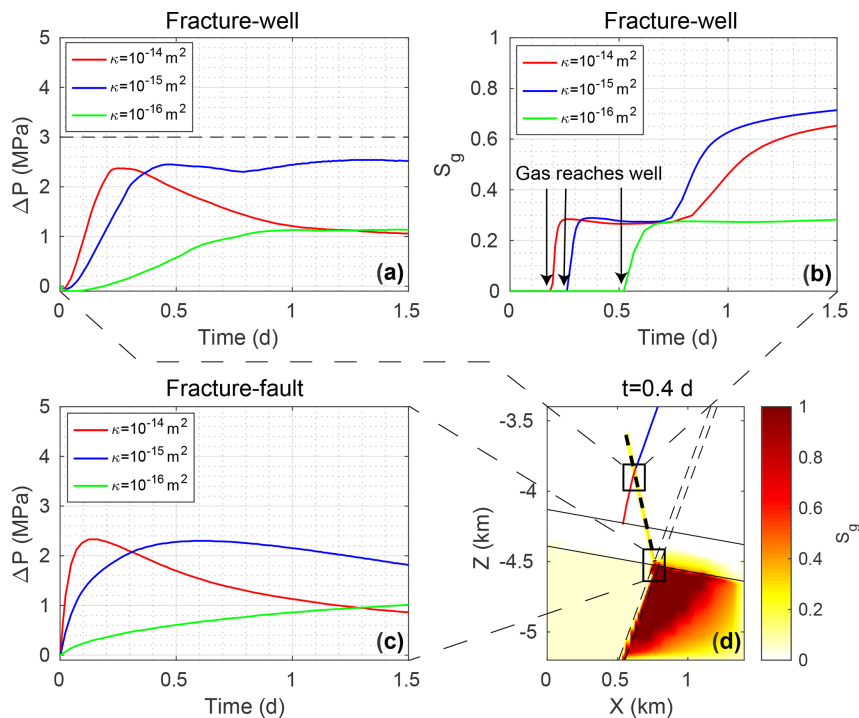 Fracture-well
5
4
3
2
1
0
ΔP (MPa)
κ=10⁻¹⁴ m²
κ=10⁻¹⁵ m²
κ=10⁻¹⁶ m²
(a)
0
0.5
1
1.5
Time (d)
Fracture-well
1
0.8
0.6
0.4
0.2
0
S_g
κ=10⁻¹⁴ m²
κ=10⁻¹⁵ m²
κ=10⁻¹⁶ m²
Gas reaches well
(b)
0
0.5
1
1.5
Time (d)
Fracture-fault
5
4
3
2
1
0
ΔP (MPa)
κ=10⁻¹⁴ m²
κ=10⁻¹⁵ m²
κ=10⁻¹⁶ m²
(c)
0
0.5
1
1.5
Time (d)
t=0.4 d
-3.5
-4
-4.5
-5
Z (km)
(d)
0
0.5
1
X (km)
1
0.8
0.6
0.4
0.2
0
S_g